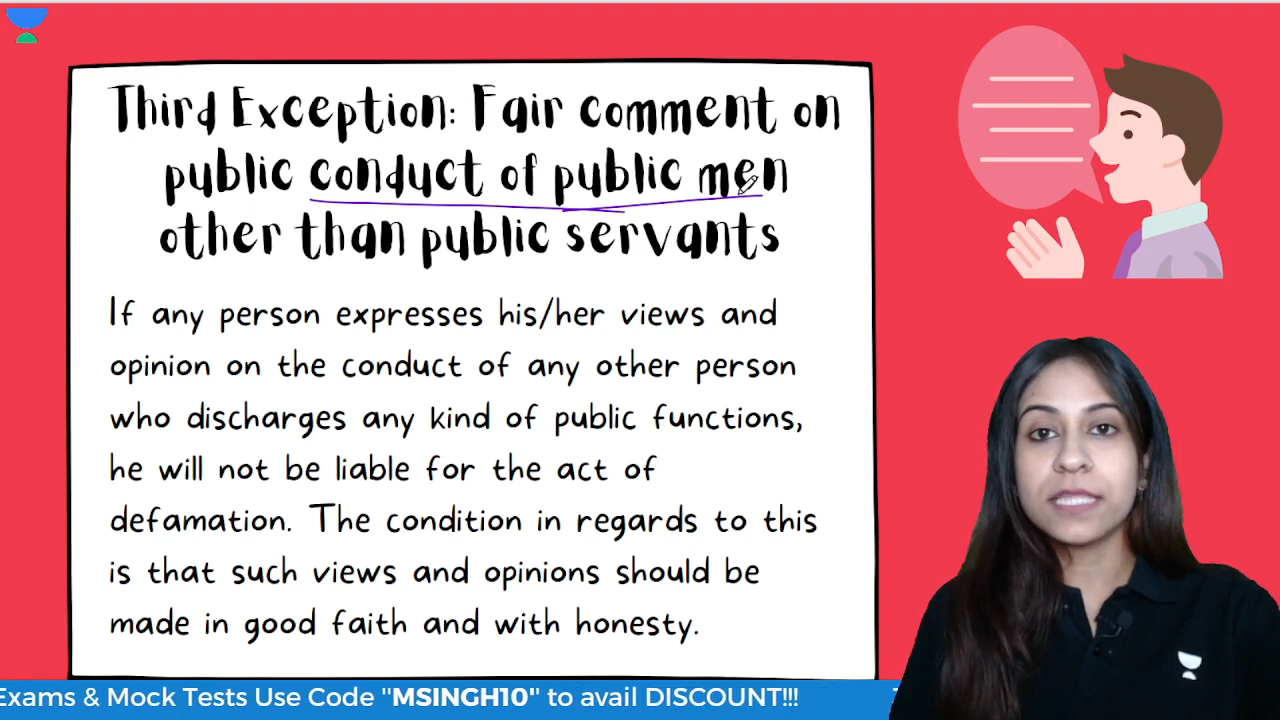 Third Exception: Fair comment on
public conduct of public men
other than public servants
If any person expresses his/her views and
opinion on the conduct of any other person
who discharges any kind of public functions,
he will not be liable for the act of
defamation. The condition in regards to this
is that such views and opinions should be
made in good faith and with honesty.
Exams & Mock Tests Use Code "MSINGH10" to avail DISCOUNT!!!